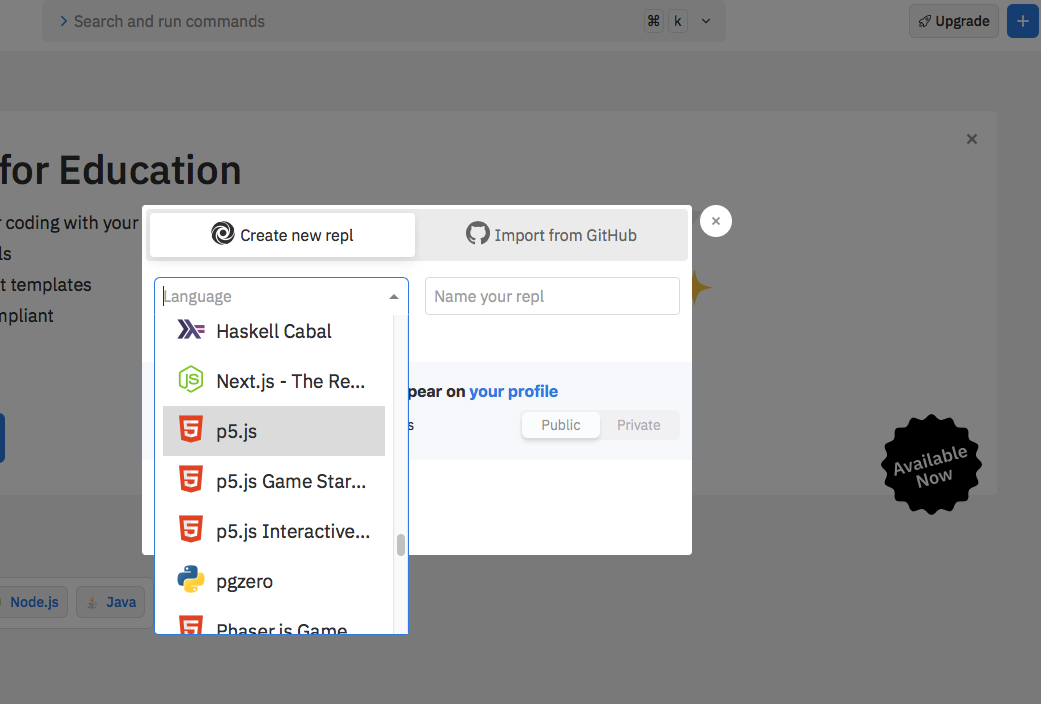 Search and run commands
⌘ k
Upgrade
for Education
coding with your
t templates
Create new repl
Import from GitHub
Language
Name your repl
Haskell Cabal
Next.js - The Re...
pear on your profile
p5.js
s
Public
Private
p5.js Game Star...
p5.js Interactive...
pgzero
Phaser.js Game
Available
Now
Node.js
Java